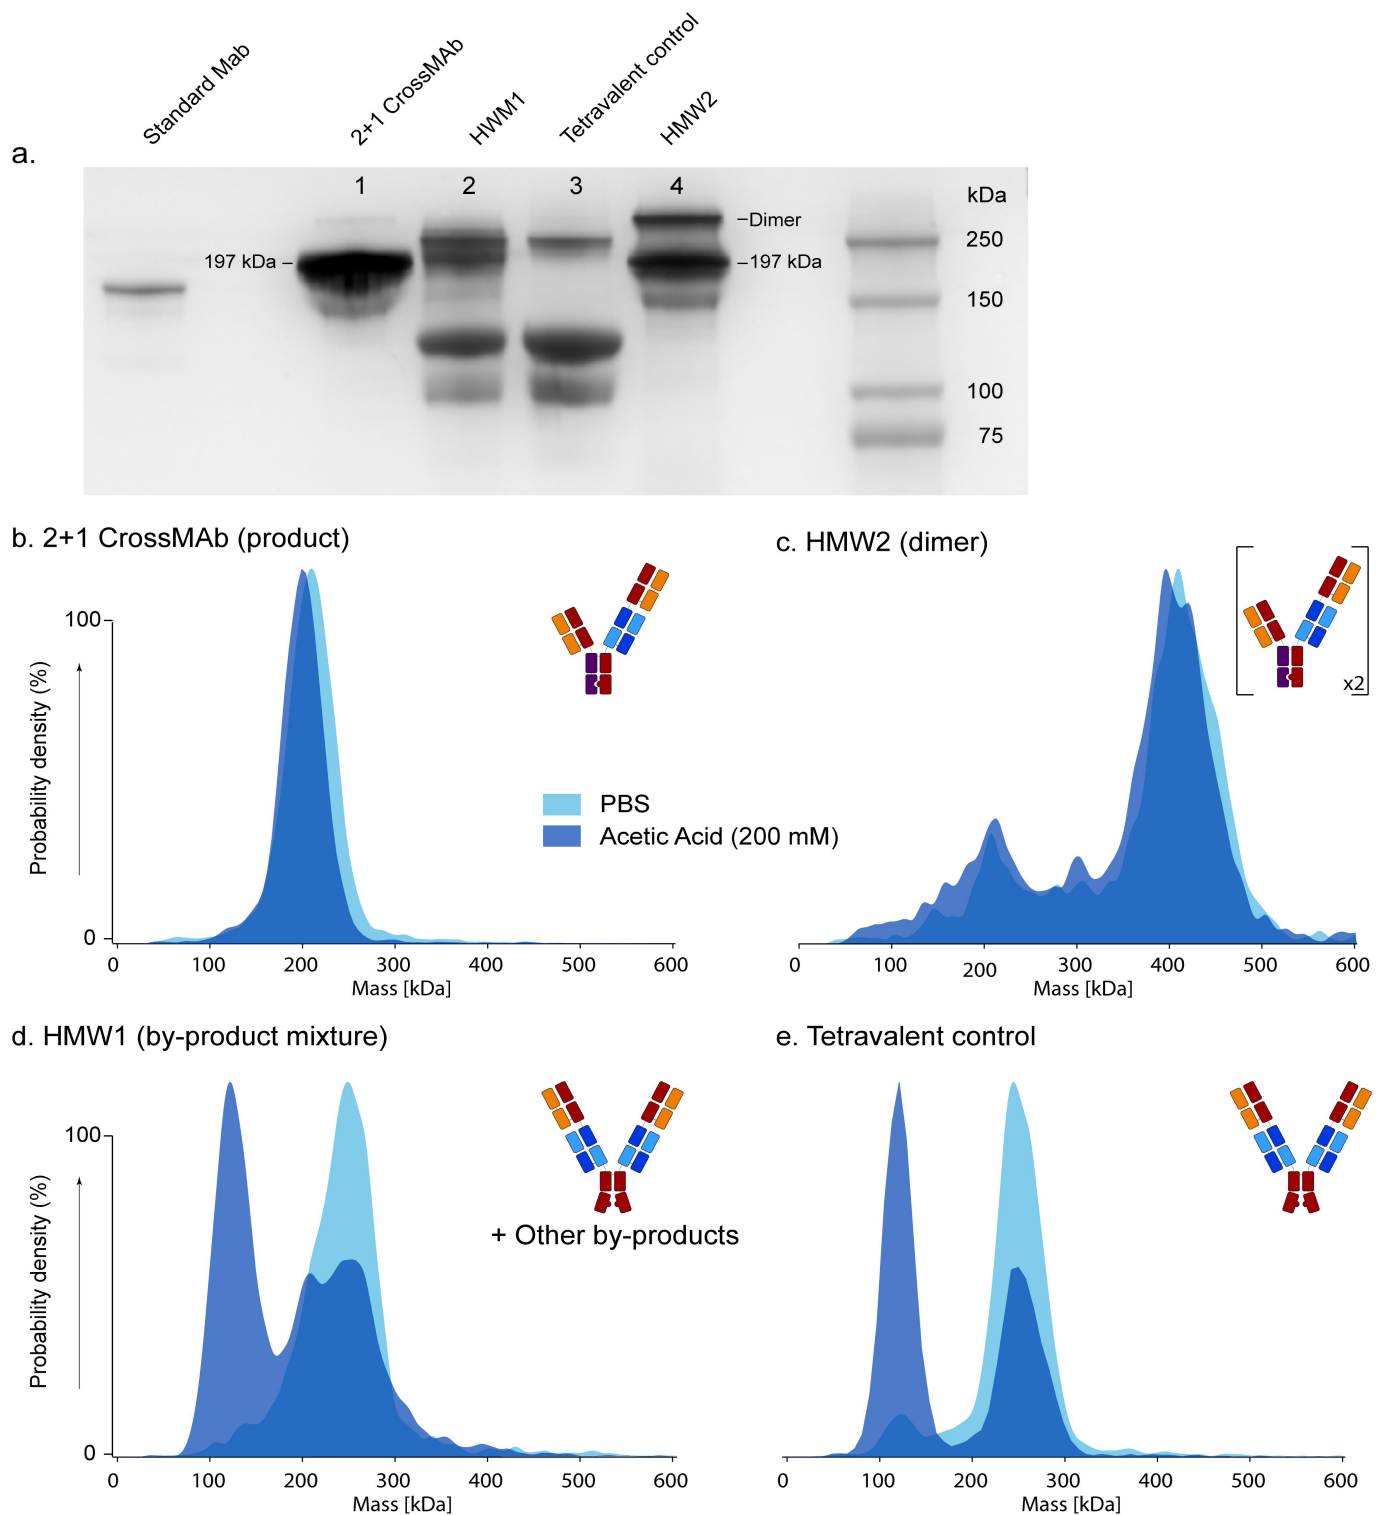 Standard Mab
2+1 CrossMAb
HWM1
Tetravalent control
HMW2
a.
1
2
3
4
kDa
–Dimer
250
197 kDa –
–197 kDa
150
100
75
b. 2+1 CrossMAb (product)
c. HMW2 (dimer)
100
Probability density (%)
0
x2
PBS
Acetic Acid (200 mM)
0 100 200 300 400 500 600
Mass [kDa]
0 100 200 300 400 500 600
Mass [kDa]
d. HMW1 (by-product mixture)
e. Tetravalent control
100
Probability density (%)
0
+ Other by-products
0 100 200 300 400 500 600
Mass [kDa]
0 100 200 300 400 500 600
Mass [kDa]